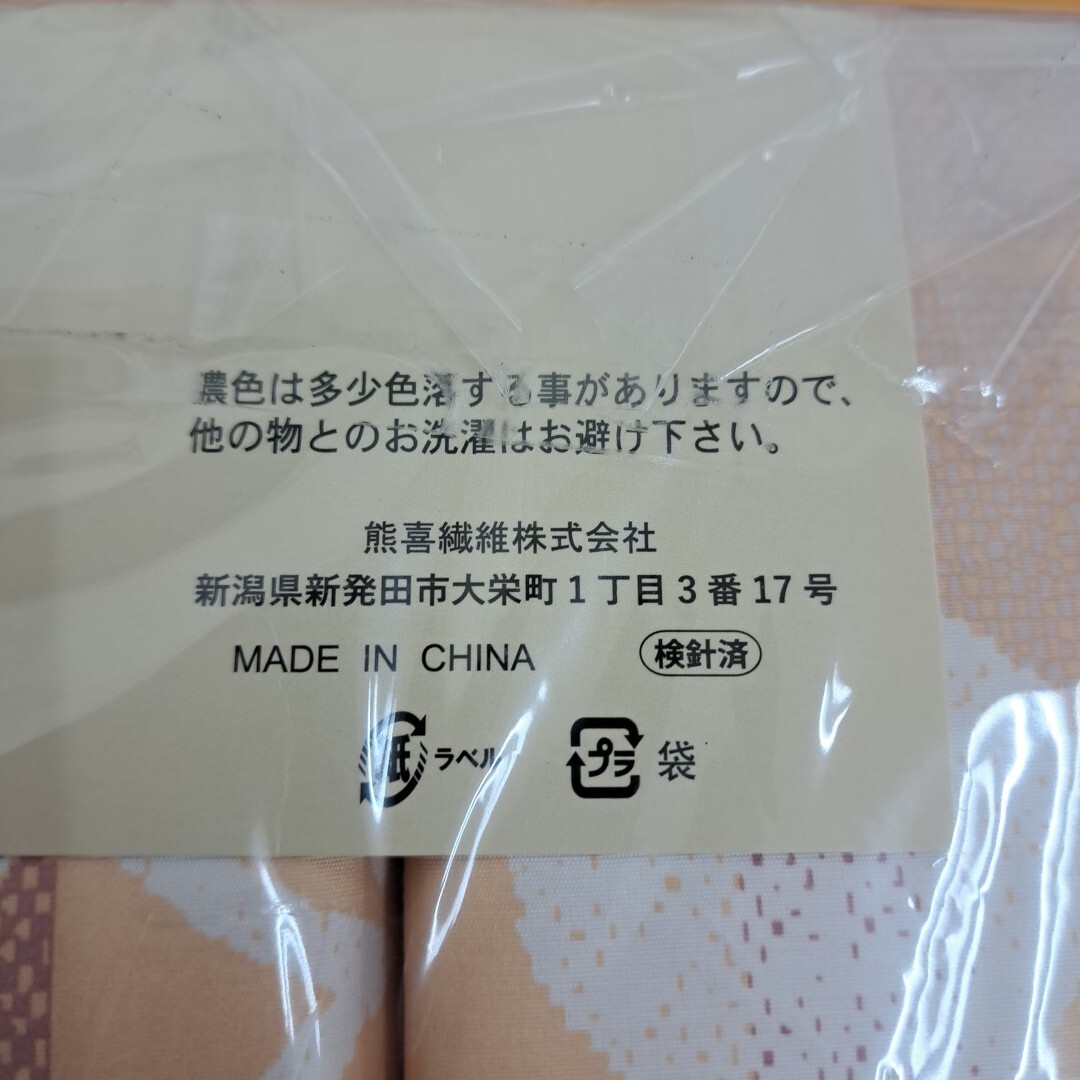 濃色は多少色落する事がありますので、
他の物とのお洗濯はお避け下さい。
熊喜繊維株式会社
新潟県新発田市大栄町1丁目3番17号
MADE IN CHINA 検針済
紙 ラベル プラ 袋